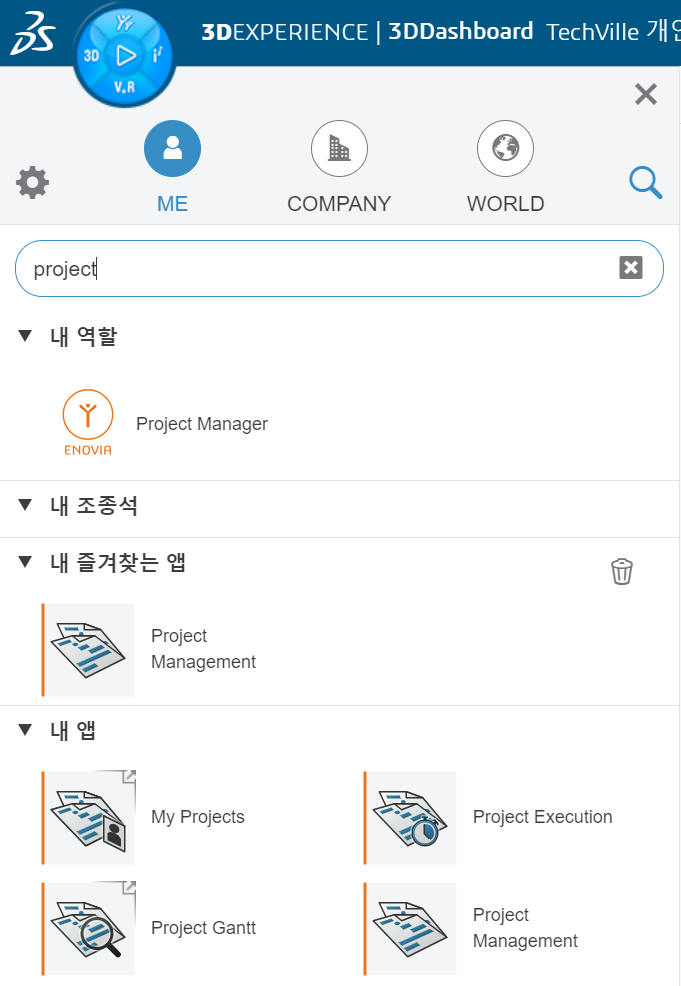 3DEXPERIENCE | 3DDashboard TechVille 개인
3D
V.R
ME
COMPANY
WORLD
project
내 역할
Project Manager
ENOVIA
내 조종석
내 즐겨찾는 앱
Project
Management
내 앱
My Projects
Project Execution
Project Gantt
Project
Management